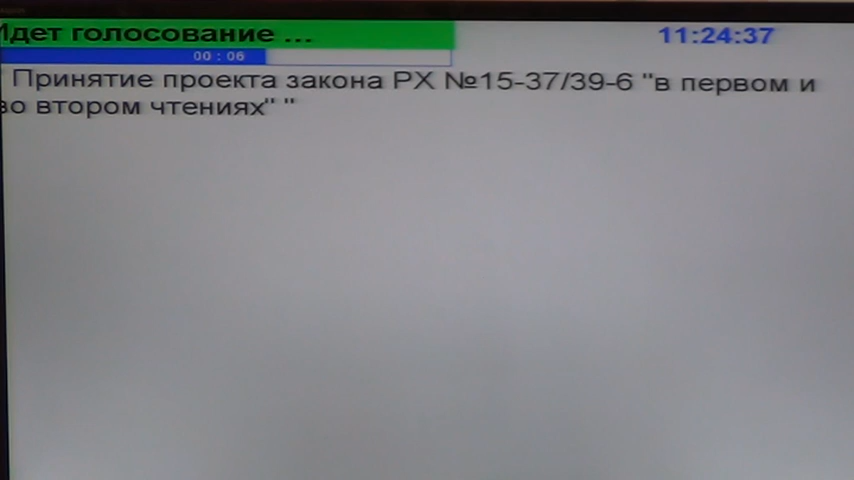 Идет голосование ...
11:24:37
00 : 06
" Принятие проекта закона РХ №15-37/39-6 "в первом и
во втором чтениях" "